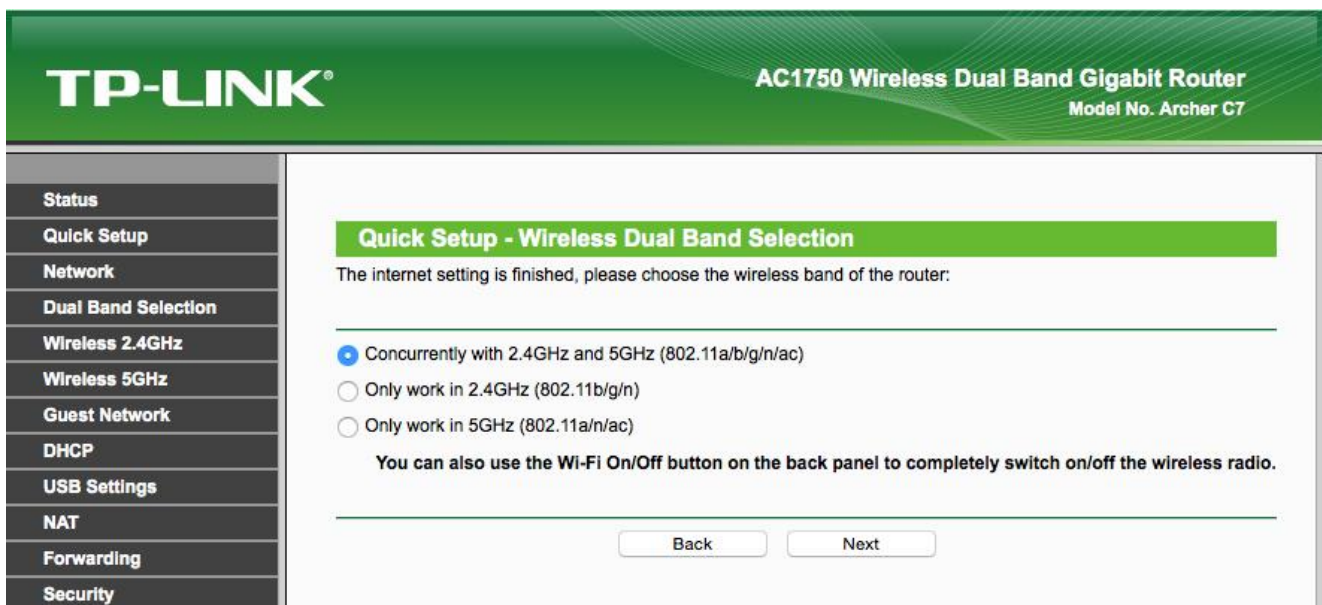 TP-LINK®
AC1750 Wireless Dual Band Gigabit Router
Model No. Archer C7
Status
Quick Setup
Network
Dual Band Selection
Wireless 2.4GHz
Wireless 5GHz
Guest Network
DHCP
USB Settings
NAT
Forwarding
Security
Quick Setup - Wireless Dual Band Selection
The internet setting is finished, please choose the wireless band of the router:
Concurrently with 2.4GHz and 5GHz (802.11a/b/g/n/ac)
Only work in 2.4GHz (802.11b/g/n)
Only work in 5GHz (802.11a/n/ac)
You can also use the Wi-Fi On/Off button on the back panel to completely switch on/off the wireless radio.
Back
Next